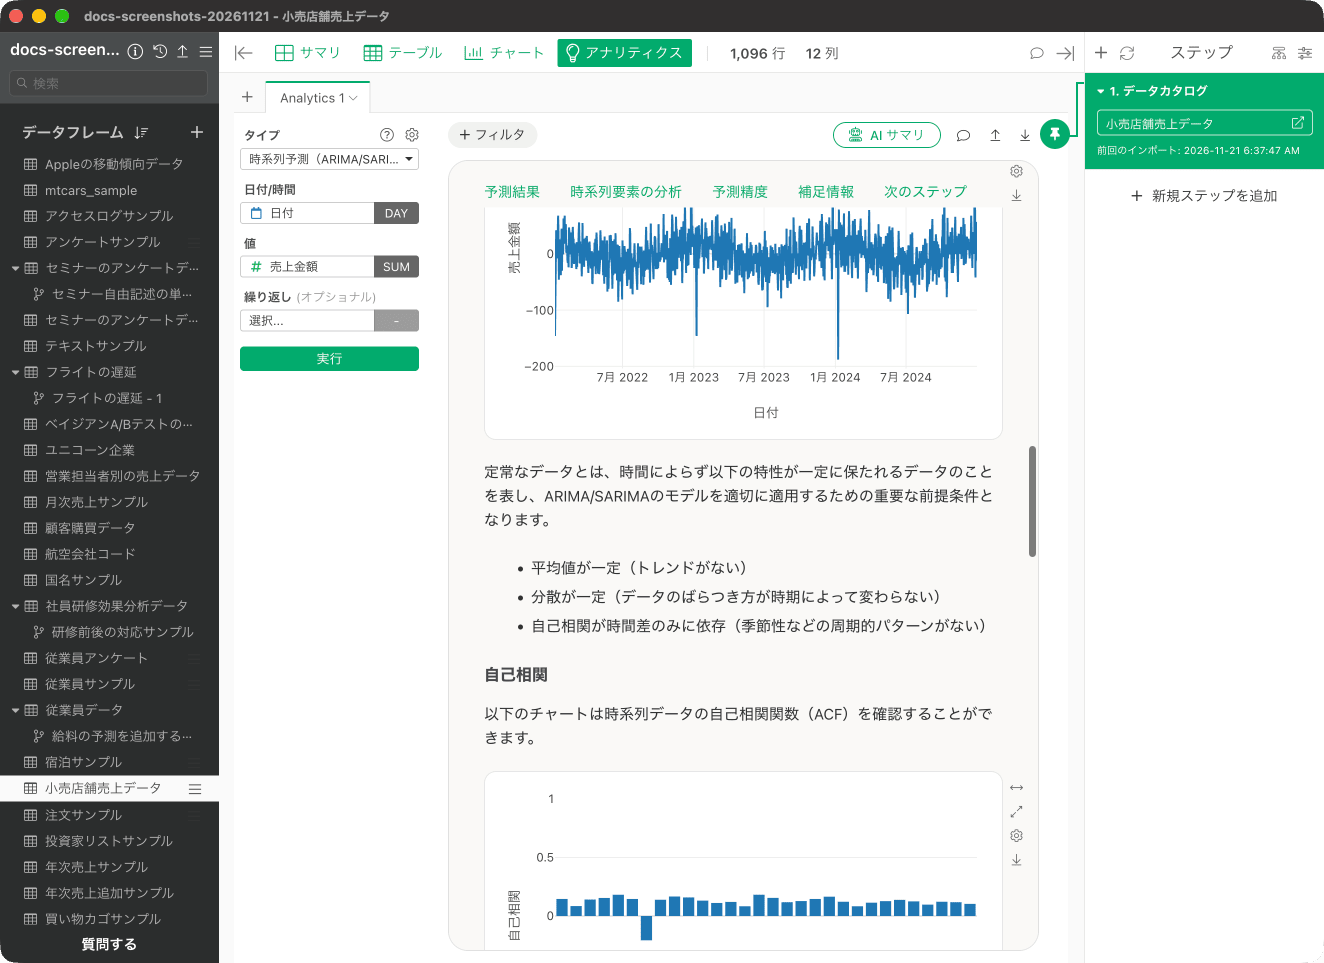 docs-screenshots-20261121 - 小売店舗売上データ
docs-screen...
検索
データフレーム
Appleの移動傾向データ
mtcars_sample
アクセスログサンプル
アンケートサンプル
セミナーのアンケートデ...
セミナー自由記述の単...
セミナーのアンケートデ...
テキストサンプル
フライトの遅延
フライトの遅延 - 1
ベイジアンA/Bテストの...
ユニコーン企業
営業担当者別の売上データ
月次売上サンプル
顧客購買データ
航空会社コード
国名サンプル
社員研修効果分析データ
研修前後の対応サンプル
従業員アンケート
従業員サンプル
従業員データ
給料の予測を追加する...
宿泊サンプル
小売店舗売上データ
注文サンプル
投資家リストサンプル
年次売上サンプル
年次売上追加サンプル
買い物カゴサンプル
質問する
サマリ テーブル チャート アナリティクス 1,096 行 12 列
Analytics 1
タイプ
時系列予測（ARIMA/SARI...
日付/時間
日付 DAY
値
売上金額 SUM
繰り返し (オプショナル)
選択... -
実行
+ フィルタ
AI サマリ
予測結果 時系列要素の分析 予測精度 補足情報 次のステップ
売上金額
0
−100
−200
7月 2022 1月 2023 7月 2023 1月 2024 7月 2024
日付
定常なデータとは、時間によらず以下の特性が一定に保たれるデータのこと
を表し、ARIMA/SARIMAのモデルを適切に適用するための重要な前提条件と
なります。
• 平均値が一定（トレンドがない）
• 分散が一定（データのばらつき方が時期によって変わらない）
• 自己相関が時間差のみに依存（季節性などの周期的パターンがない）
自己相関
以下のチャートは時系列データの自己相関関数（ACF）を確認することがで
きます。
1
0.5
0
自己相関
ステップ
1. データカタログ
小売店舗売上データ
前回のインポート: 2026-11-21 6:37:47 AM
+ 新規ステップを追加